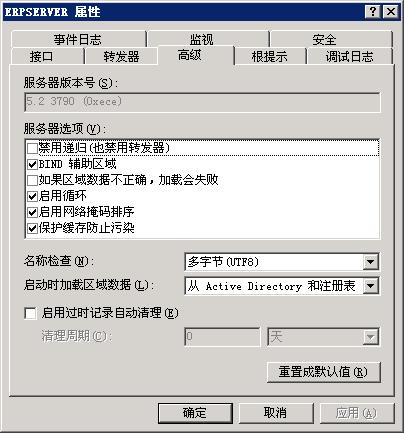 ERPSERVER 属性
事件日志 监视 安全
接口 转发器 高级 根提示 调试日志
服务器版本号(S):
5.2 3790 (0xece)
服务器选项(V):
禁用递归(也禁用转发器)
BIND 辅助区域
如果区域数据不正确，加载会失败
启用循环
启用网络掩码排序
保护缓存防止污染
名称检查(N): 多字节(UTF8)
启动时加载区域数据(L): 从 Active Directory 和注册表
启用过时记录自动清理(E)
清理周期(C): 0 天
重置成默认值(R)
确定 取消 应用(A)